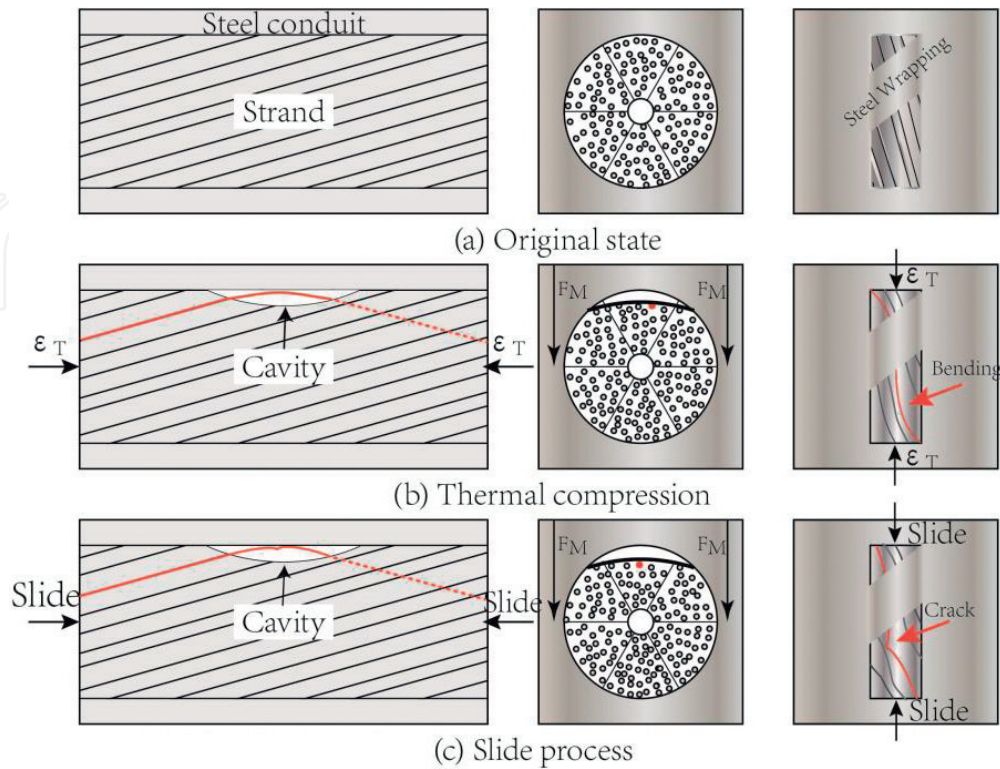 Steel conduit
Strand
Steel Wrapping
(a) Original state
ε T
ε T
Cavity
F M
F M
ε T
Bending
ε T
(b) Thermal compression
Slide
Slide
Cavity
F M
F M
Slide
Crack
Slide
(c) Slide process